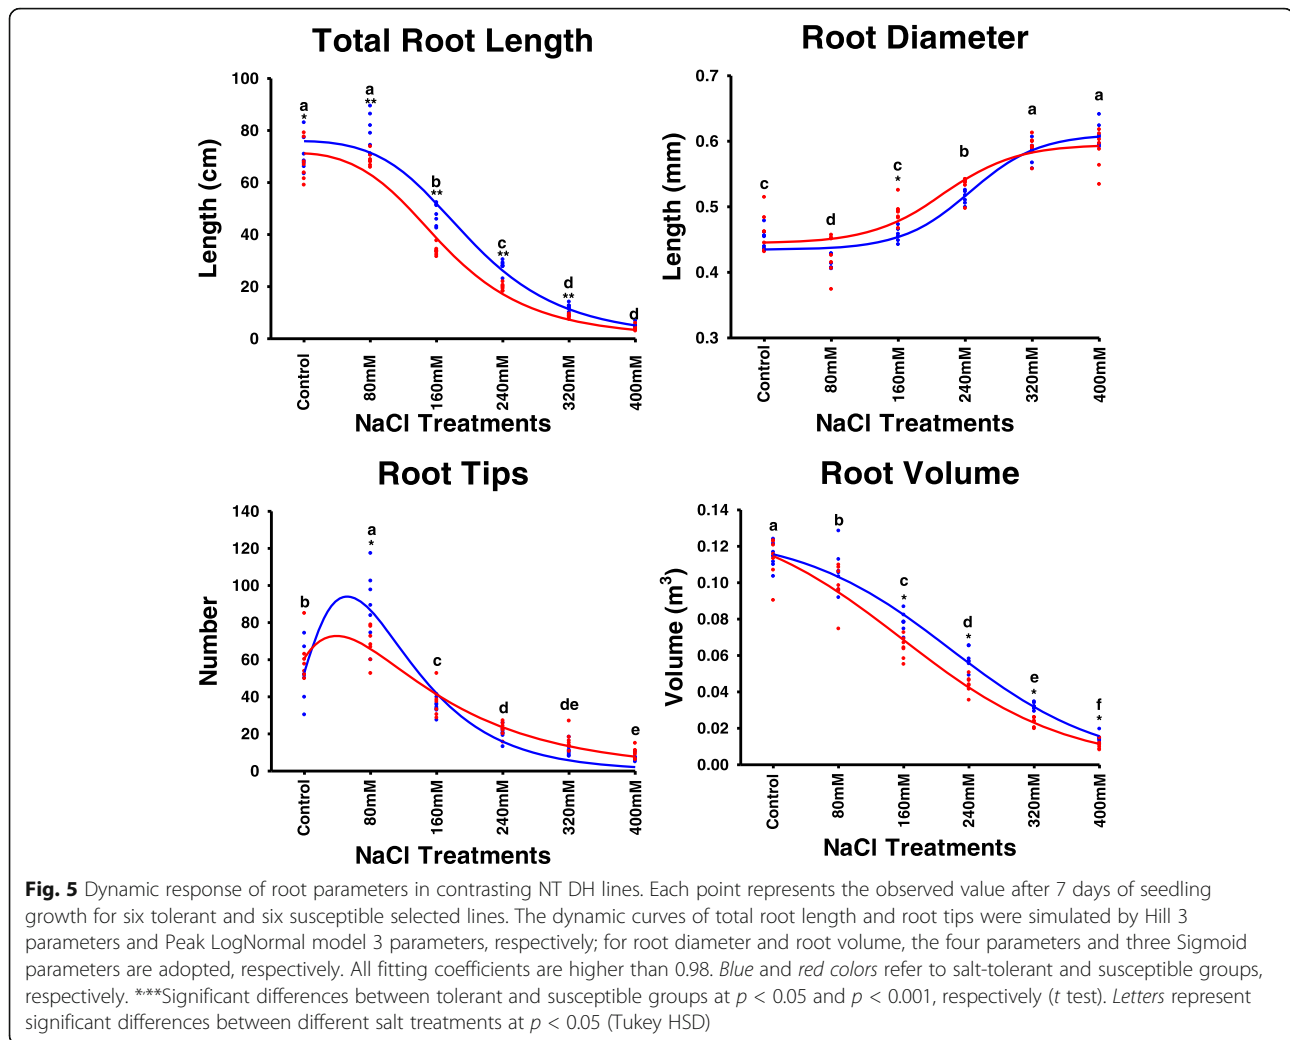 Total Root Length
100
80
60
40
20
0
Length (cm)
a
*
a
**
b
**
c
**
d
**
d
Control
80mM
160mM
240mM
320mM
400mM
NaCl Treatments
Root Diameter
0.7
0.6
0.5
0.4
0.3
Length (mm)
c
d
c
*
b
a
a
Control
80mM
160mM
240mM
320mM
400mM
NaCl Treatments
Root Tips
140
120
100
80
60
40
20
0
Number
b
a
*
c
d
de
e
Control
80mM
160mM
240mM
320mM
400mM
NaCl Treatments
Root Volume
0.14
0.12
0.10
0.08
0.06
0.04
0.02
0.00
Volume (m³)
a
b
c
*
d
*
e
*
f
*
Control
80mM
160mM
240mM
320mM
400mM
NaCl Treatments
Fig. 5 Dynamic response of root parameters in contrasting NT DH lines. Each point represents the observed value after 7 days of seedling
growth for six tolerant and six susceptible selected lines. The dynamic curves of total root length and root tips were simulated by Hill 3
parameters and Peak LogNormal model 3 parameters, respectively; for root diameter and root volume, the four parameters and three Sigmoid
parameters are adopted, respectively. All fitting coefficients are higher than 0.98. Blue and red colors refer to salt-tolerant and susceptible groups,
respectively. *,**Significant differences between tolerant and susceptible groups at p < 0.05 and p < 0.001, respectively (t test). Letters represent
significant differences between different salt treatments at p < 0.05 (Tukey HSD)